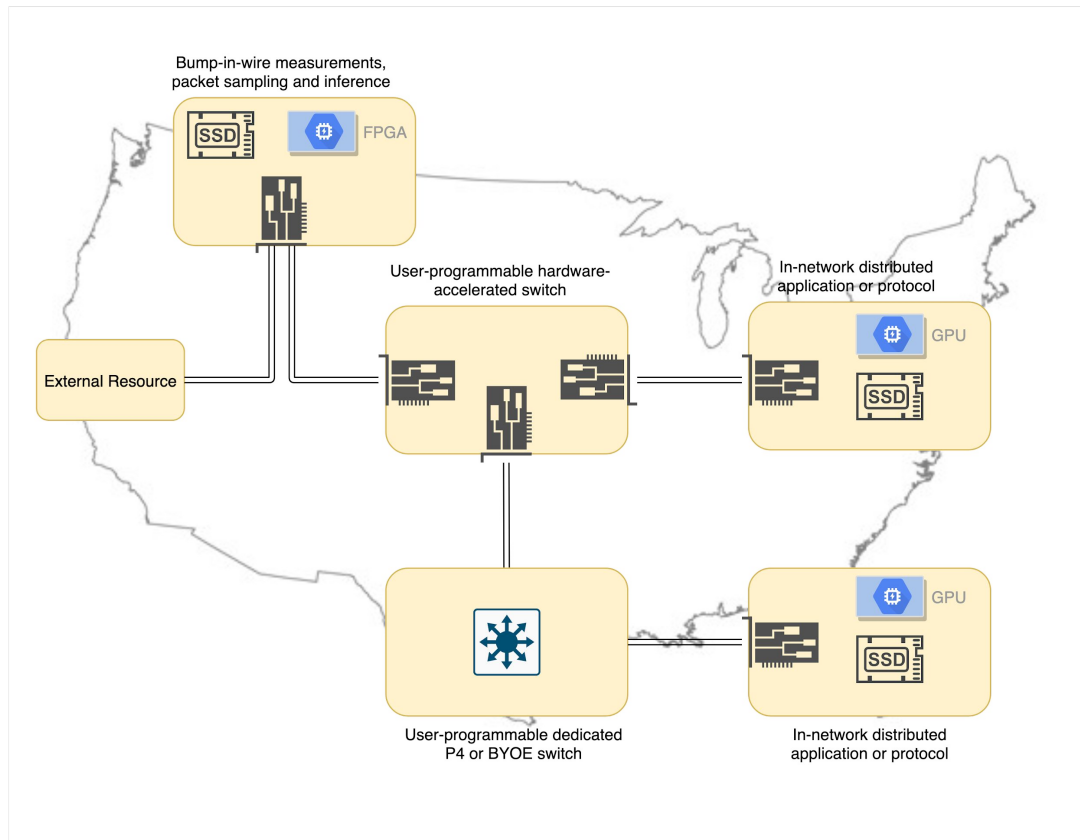 Bump-in-wire measurements,
packet sampling and inference
SSD
FPGA
User-programmable hardware-
accelerated switch
In-network distributed
application or protocol
GPU
External Resource
SSD
GPU
SSD
User-programmable dedicated
P4 or BYOE switch
In-network distributed
application or protocol